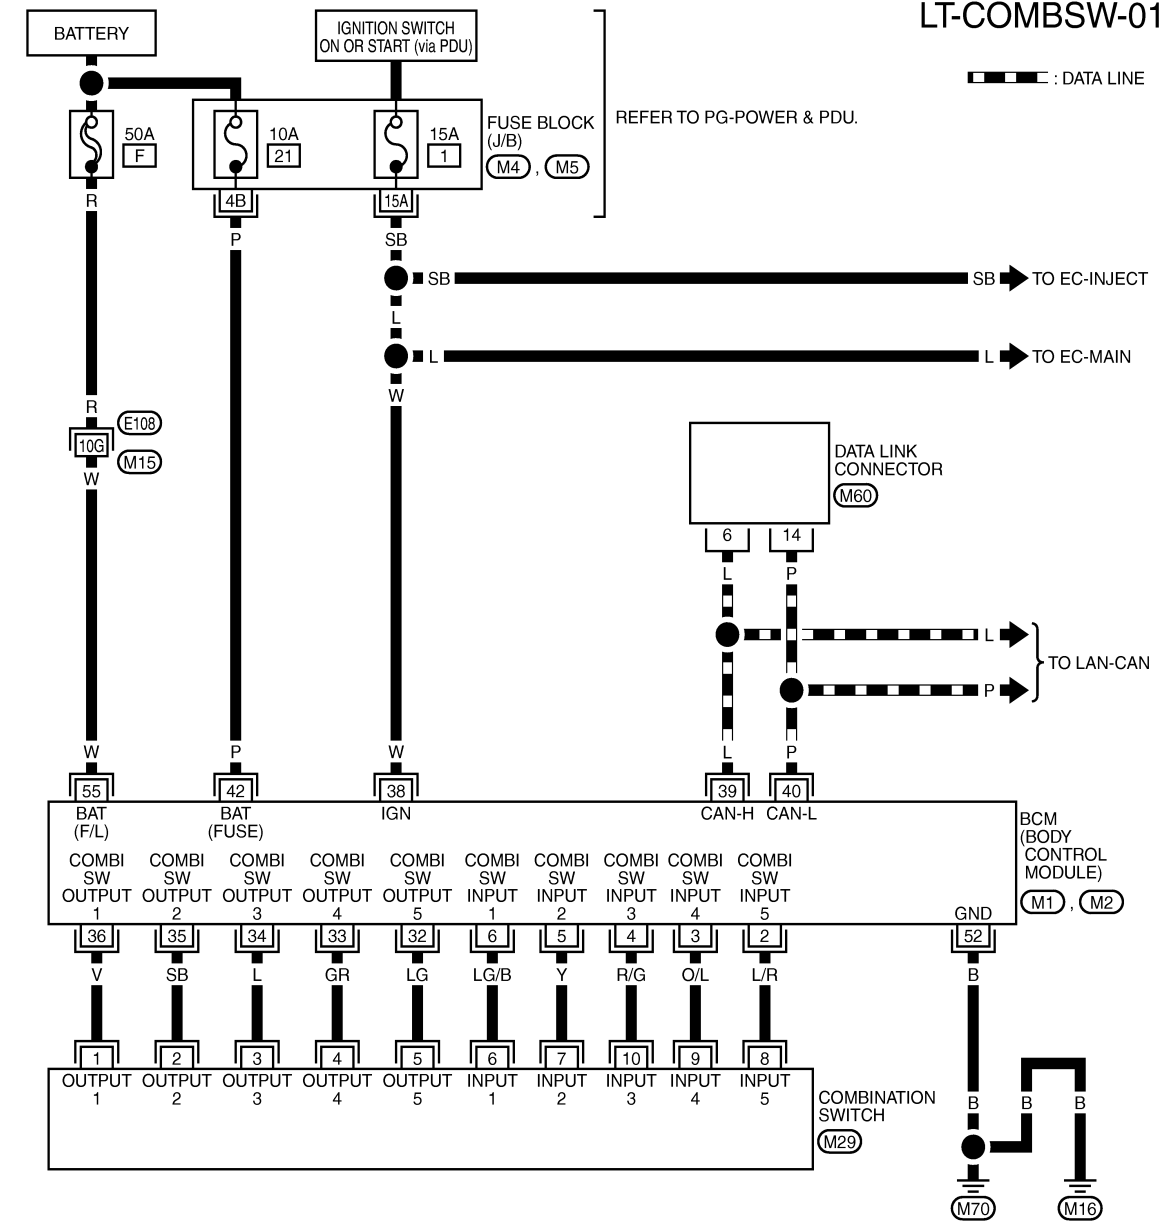 LT-COMBSW-01
BATTERY
IGNITION SWITCH
ON OR START (via PDU)
: DATA LINE
50A
F
10A
21
15A
1
FUSE BLOCK
(J/B)
M4 , M5
REFER TO PG-POWER & PDU.
4B
15A
R
P
SB
SB
SB
TO EC-INJECT
L
L
L
TO EC-MAIN
W
R
E108
10G
M15
W
DATA LINK
CONNECTOR
M60
6
14
L
P
L
P
TO LAN-CAN
W
P
W
L
P
55
42
38
39
40
BAT
(F/L)
BAT
(FUSE)
IGN
CAN-H
CAN-L
BCM
(BODY
CONTROL
MODULE)
M1 , M2
COMBI
SW
OUTPUT
1
COMBI
SW
OUTPUT
2
COMBI
SW
OUTPUT
3
COMBI
SW
OUTPUT
4
COMBI
SW
OUTPUT
5
COMBI
SW
INPUT
1
COMBI
SW
INPUT
2
COMBI
SW
INPUT
3
COMBI
SW
INPUT
4
COMBI
SW
INPUT
5
GND
36
35
34
33
32
6
5
4
3
2
52
V
SB
L
GR
LG
LG/B
Y
R/G
O/L
L/R
B
1
2
3
4
5
6
7
10
9
8
OUTPUT
1
OUTPUT
2
OUTPUT
3
OUTPUT
4
OUTPUT
5
INPUT
1
INPUT
2
INPUT
3
INPUT
4
INPUT
5
COMBINATION
SWITCH
M29
B
B
B
M70
M16